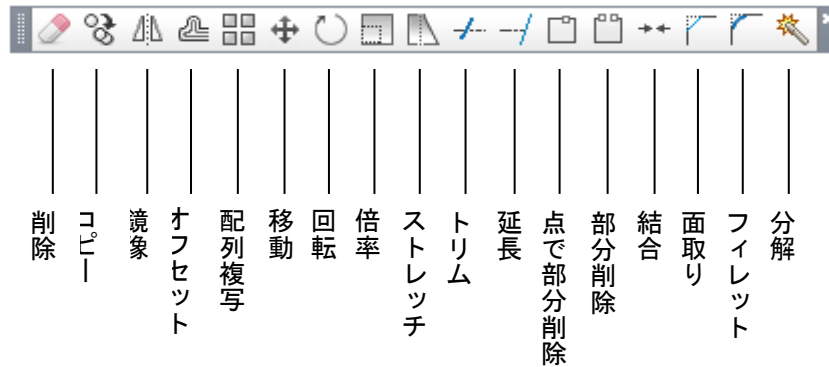 削除
コピー
鏡像
オフセット
配列複写
移動
回転
倍率
ストレッチ
トリム
延長
点で部分削除
部分削除
結合
面取り
フィレット
分解